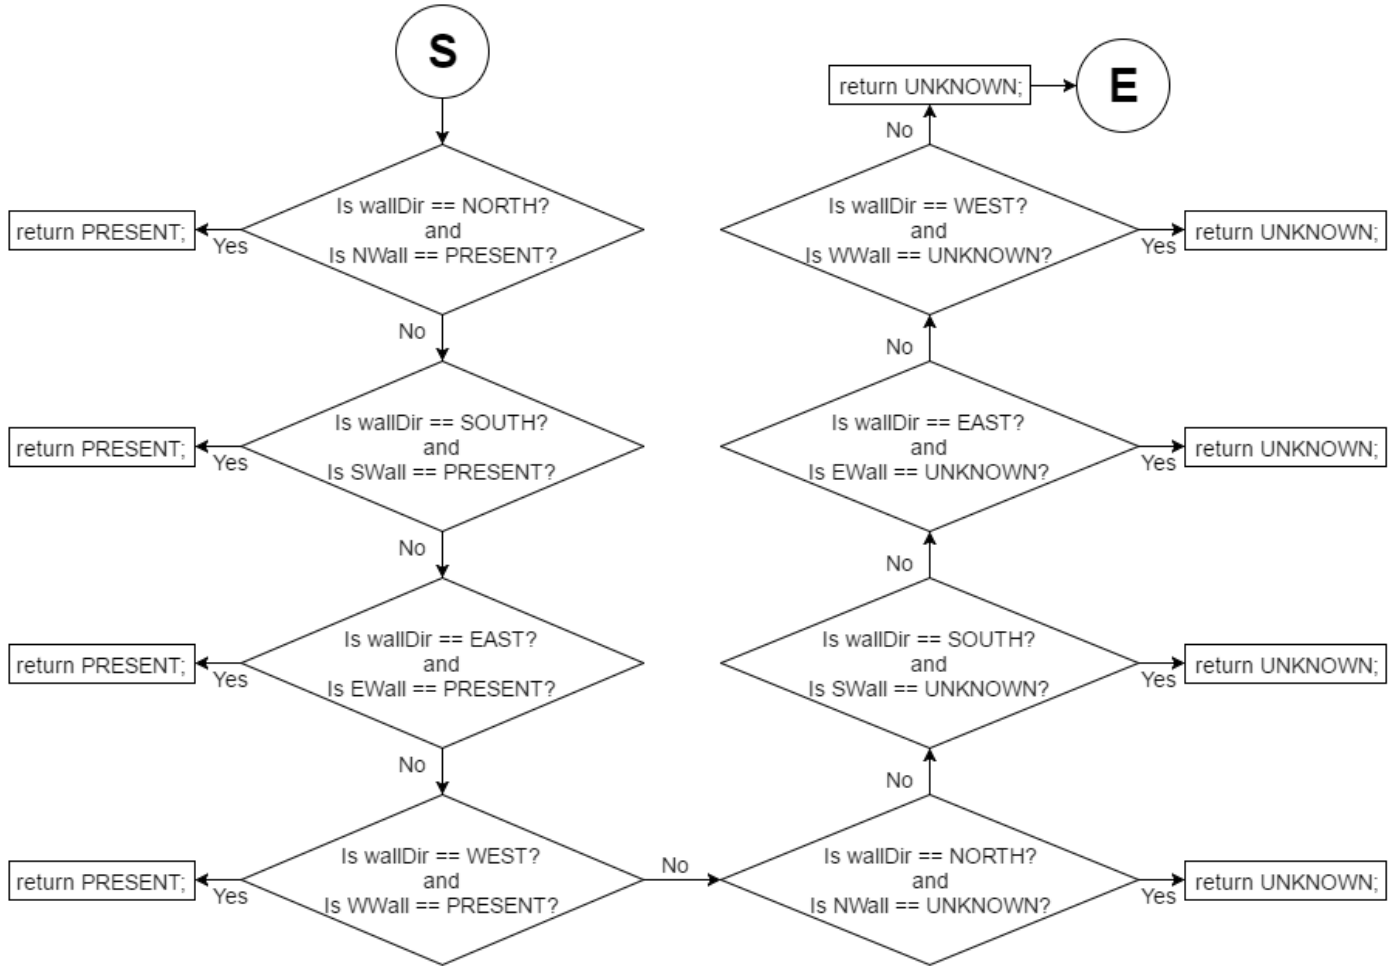 S
Is wallDir == NORTH?
and
Is NWall == PRESENT?
Yes
return PRESENT;
No
Is wallDir == SOUTH?
and
Is SWall == PRESENT?
Yes
return PRESENT;
No
Is wallDir == EAST?
and
Is EWall == PRESENT?
Yes
return PRESENT;
No
Is wallDir == WEST?
and
Is WWall == PRESENT?
Yes
return PRESENT;
No
Is wallDir == NORTH?
and
Is NWall == UNKNOWN?
Yes
return UNKNOWN;
No
Is wallDir == SOUTH?
and
Is SWall == UNKNOWN?
Yes
return UNKNOWN;
No
Is wallDir == EAST?
and
Is EWall == UNKNOWN?
Yes
return UNKNOWN;
No
Is wallDir == WEST?
and
Is WWall == UNKNOWN?
Yes
return UNKNOWN;
No
return UNKNOWN;
E